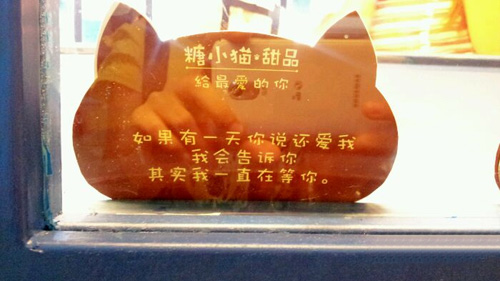 糖小猫·甜品
给最爱的你
如果有一天你说还爱我
我会告诉你
其实我一直在等你。